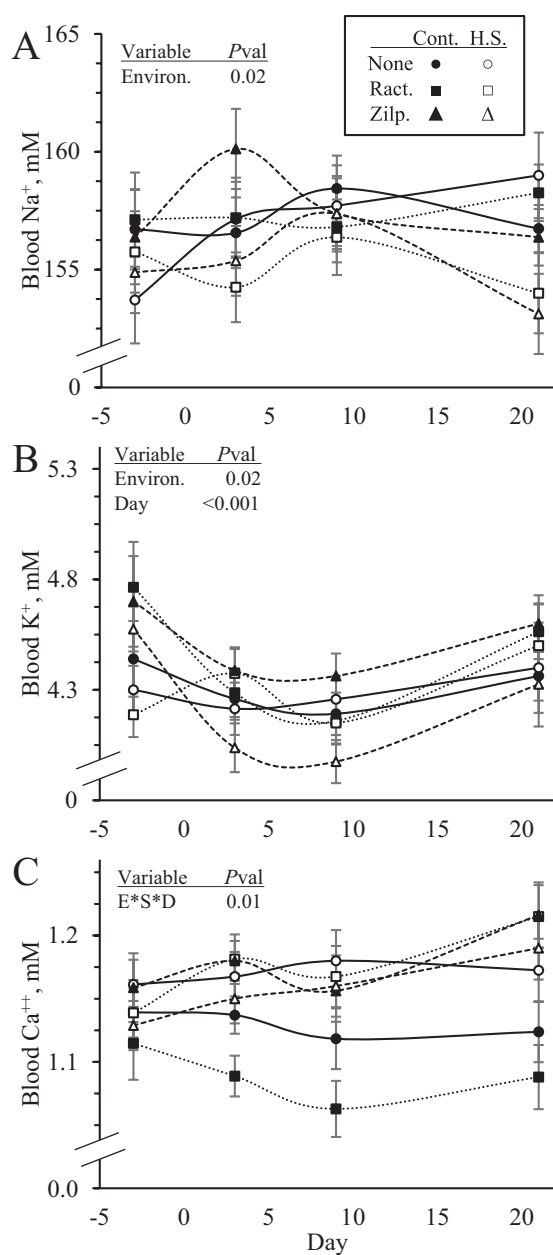 A
165
160
155
0
Blood Na⁺, mM
Variable Pval
Environ. 0.02
Cont. H.S.
None
Ract.
Zilp.
-5 0 5 10 15 20
B
5.3
4.8
4.3
0
Blood K⁺, mM
Variable Pval
Environ. 0.02
Day <0.001
-5 0 5 10 15 20
C
1.2
1.1
0.0
Blood Ca⁺⁺, mM
Variable Pval
E*S*D 0.01
-5 0 5 10 15 20
Day